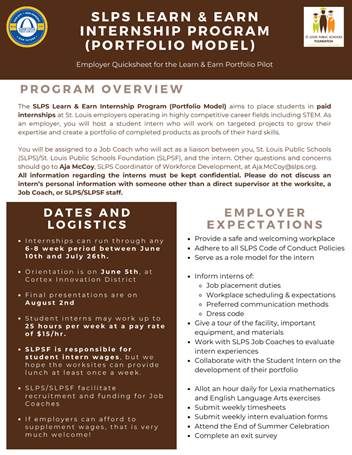 SLPS LEARN & EARN
INTERNSHIP PROGRAM
(PORTFOLIO MODEL)
Employer Quicksheet for the Learn & Earn Portfolio Pilot
ST. LOUIS PUBLIC SCHOOLS
FOUNDATION
PROGRAM OVERVIEW
The SLPS Learn & Earn Internship Program (Portfolio Model) aims to place students in paid
internships at St. Louis employers operating in highly competitive career fields including STEM. As
an employer, you will host a student intern who will work on targeted projects to grow their
expertise and create a portfolio of completed products as proofs of their hard skills.
You will be assigned to a Job Coach who will act as a liaison between you, St. Louis Public Schools
(SLPS)/St. Louis Public Schools Foundation (SLPSF), and the intern. Other questions and concerns
should go to Aja McCoy, SLPS Coordinator of Workforce Development, at Aja.McCoy@slps.org.
All information regarding the interns must be kept confidential. Please do not discuss an
intern's personal information with someone other than a direct supervisor at the worksite, a
Job Coach, or SLPS/SLPSF staff.
DATES AND
LOGISTICS
• Internships can run through any
6-8 week period between June
10th and July 26th.
• Orientation is on June 5th, at
Cortex Innovation District
• Final presentations are on
August 2nd
• Student interns may work up to
25 hours per week at a pay rate
of $15/hr.
• SLPSF is responsible for
student intern wages, but we
hope the worksites can provide
lunch at least once a week.
• SLPS/SLPSF facilitate
recruitment and funding for Job
Coaches
• If employers can afford to
supplement wages, that is very
much welcome!
EMPLOYER
EXPECTATIONS
• Provide a safe and welcoming workplace
• Adhere to all SLPS Code of Conduct Policies
• Serve as a role model for the intern
• Inform interns of:
◦ Job placement duties
◦ Workplace scheduling & expectations
◦ Preferred communication methods
◦ Dress code
• Give a tour of the facility, important
equipment, and materials
• Work with SLPS Job Coaches to evaluate
intern experiences
• Collaborate with the Student Intern on the
development of their portfolio
• Allot an hour daily for Lexia mathematics
and English Language Arts exercises
• Submit weekly timesheets
• Submit weekly intern evaluation forms
• Attend the End of Summer Celebration
• Complete an exit survey